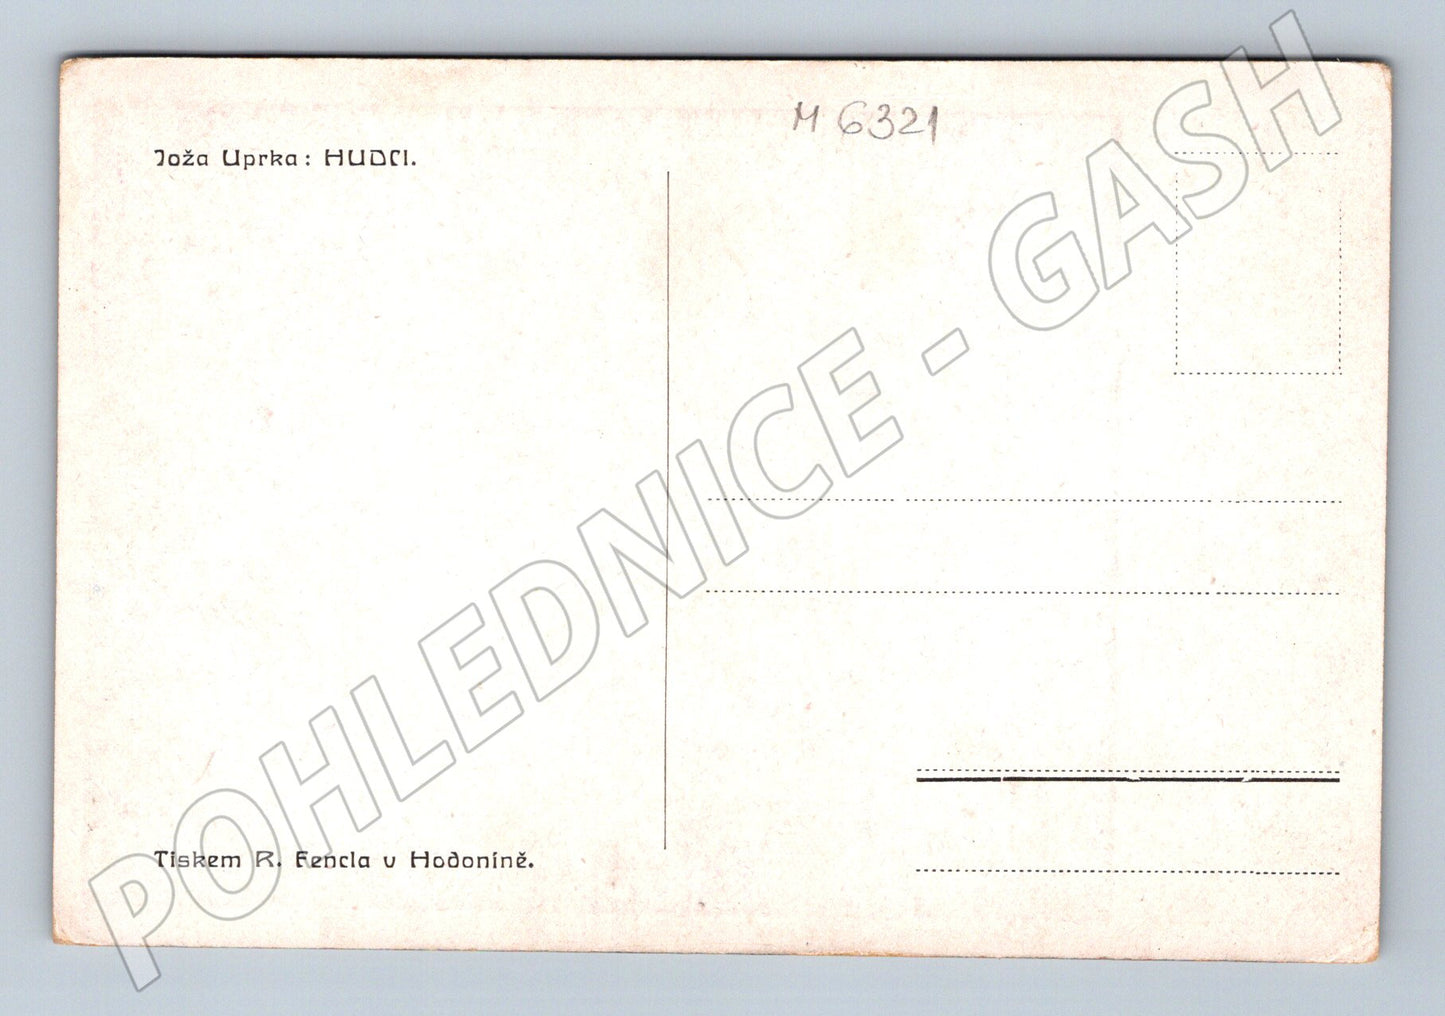 M 6321
Joža Uprka: HUDCI.
Tiskem R. Fencla v Hodoníně.
POHLEDNICE - GASH